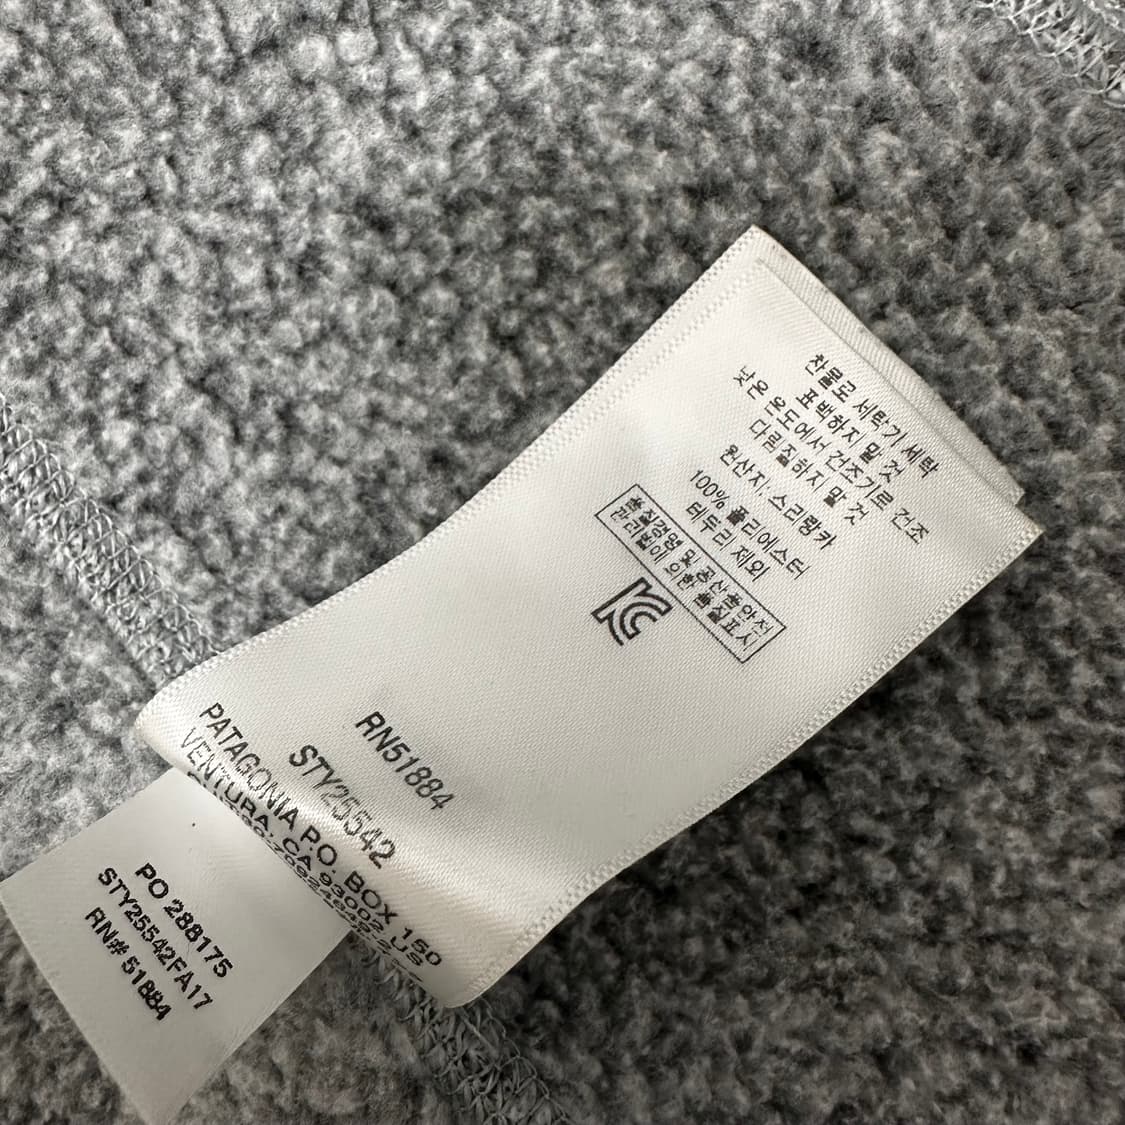 찬물로 세탁기 세탁
표백하지 말 것
낮은 온도에서 건조기로 건조
다림질하지 말 것
원산지: 스리랑카
100% 폴리에스터
테두리 제외
품질경영 및 공산품안전
관리법에 의한 품질표시
KC
RN51884
STY25542
PATAGONIA P.O. BOX 150
VENTURA, CA 93002 US
PO 288175
STY25542FA17
RN# 51884